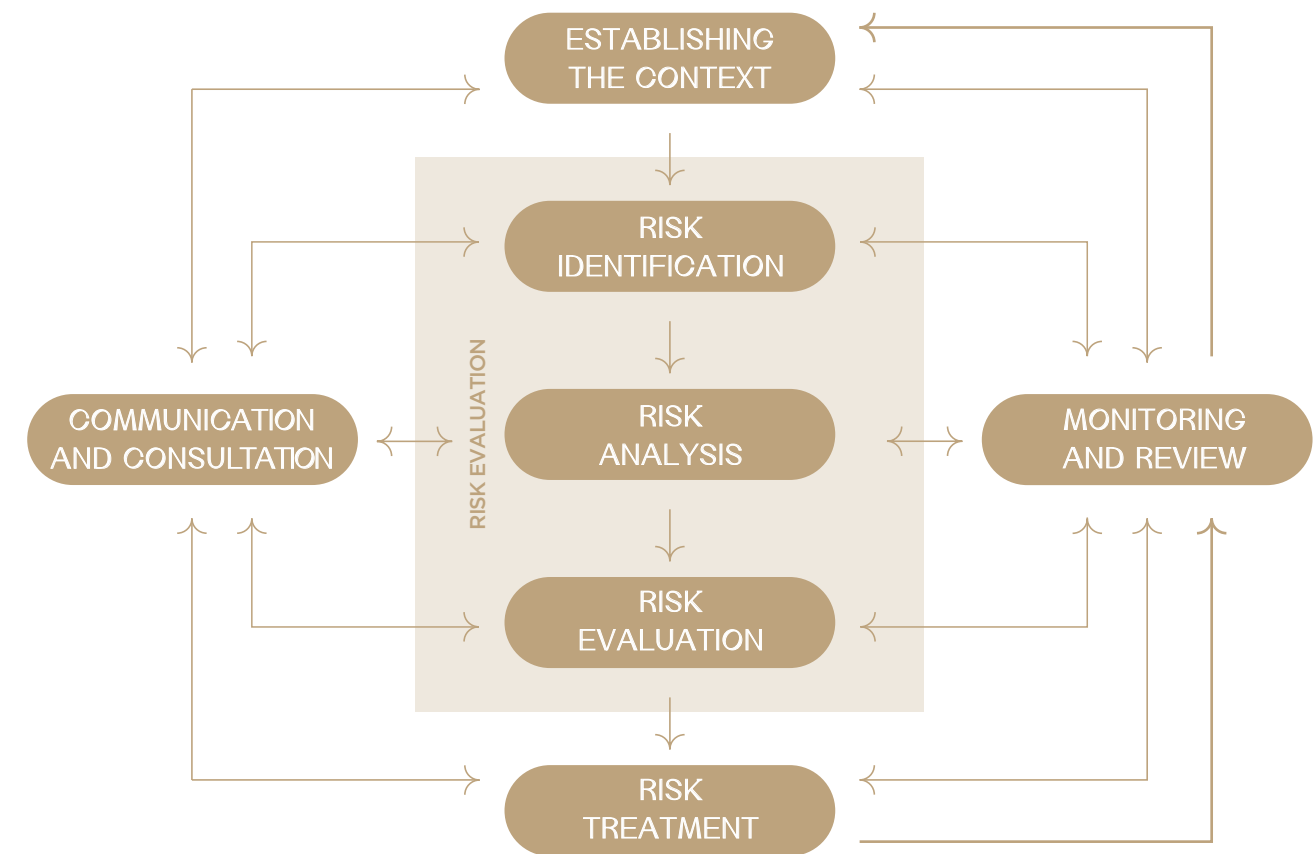 ESTABLISHING
THE CONTEXT
RISK
IDENTIFICATION
RISK EVALUATION
COMMUNICATION
AND CONSULTATION
RISK
ANALYSIS
MONITORING
AND REVIEW
RISK
EVALUATION
RISK
TREATMENT